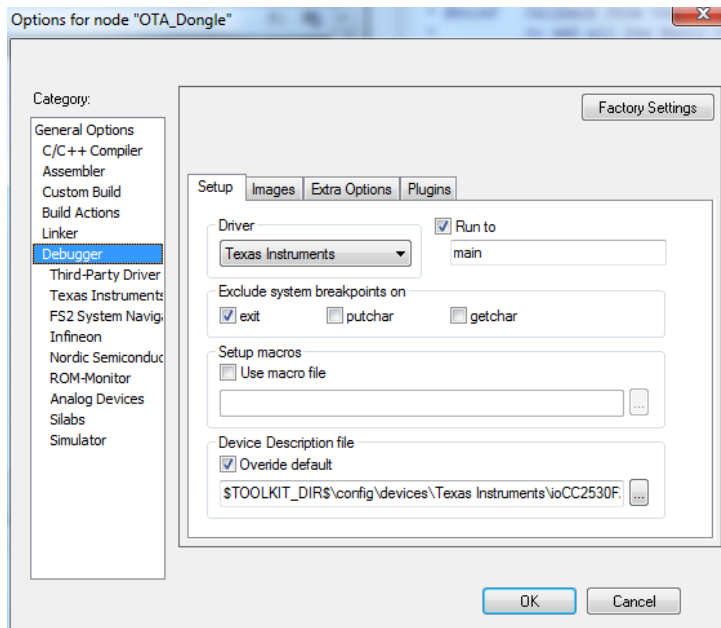 Options for node "OTA_Dongle"
Category:
Factory Settings
General Options
C/C++ Compiler
Assembler
Custom Build
Build Actions
Linker
Debugger
Third-Party Driver
Texas Instruments
FS2 System Naviga
Infineon
Nordic Semiconduc
ROM-Monitor
Analog Devices
Silabs
Simulator
Setup Images Extra Options Plugins
Driver
Run to
Texas Instruments
main
Exclude system breakpoints on
exit putchar getchar
Setup macros
Use macro file
...
Device Description file
Overide default
$TOOLKIT_DIR$\config\devices\Texas Instruments\ioCC2530F. ...
OK Cancel